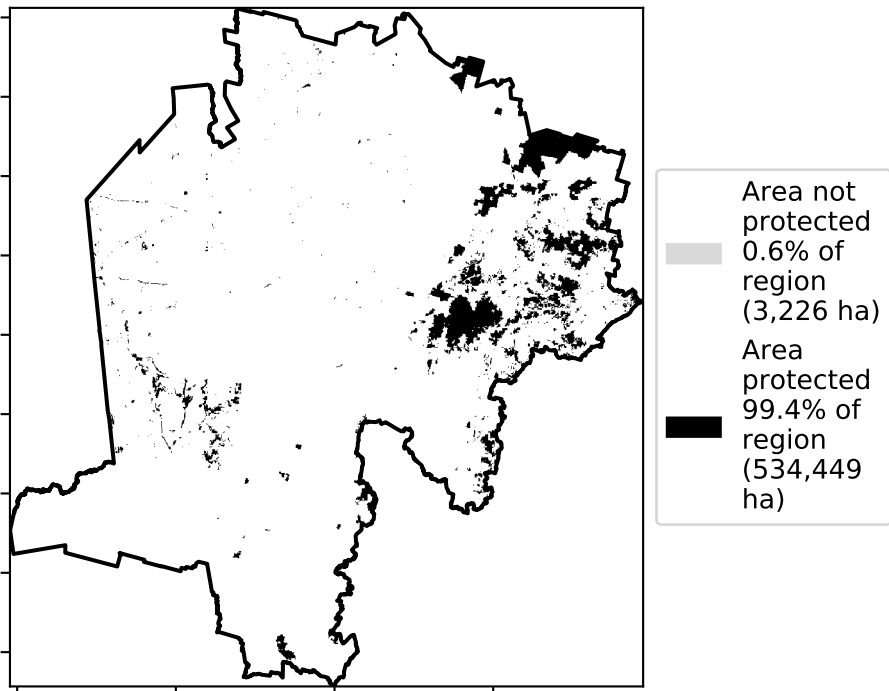 Area not
protected
0.6% of
region
(3,226 ha)
Area
protected
99.4% of
region
(534,449
ha)